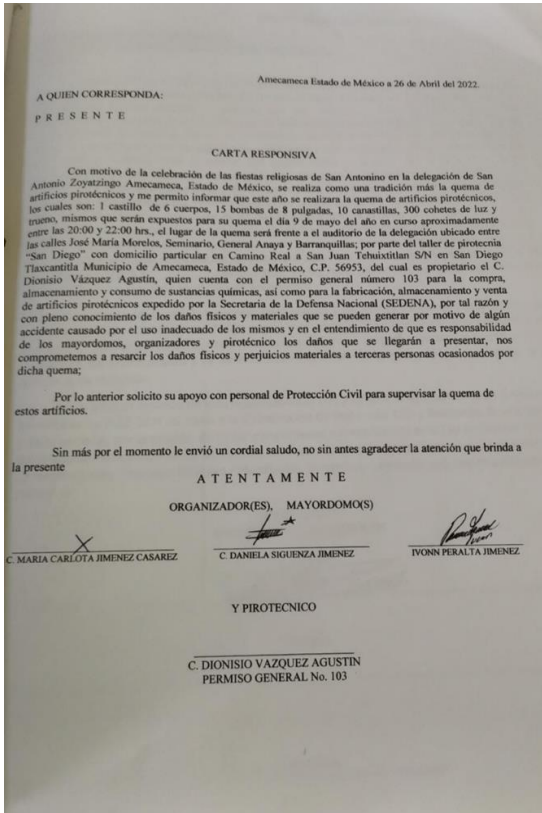 Amecameca Estado de México a 26 de Abril del 2022.
A QUIEN CORRESPONDA:
P R E S E N T E
CARTA RESPONSIVA
Con motivo de la celebración de las fiestas religiosas de San Antonino en la delegación de San
Antonio Zoyatzingo Amecameca, Estado de México, se realiza como una tradición más la quema de
artificios pirotécnicos y me permito informar que este año se realizara la quema de artificios pirotécnicos,
los cuales son: 1 castillo de 6 cuerpos, 15 bombas de 8 pulgadas, 10 canastillas, 300 cohetes de luz y
trueno, mismos que serán expuestos para su quema el día 9 de mayo del año en curso aproximadamente
entre las 20:00 y 22:00 hrs., el lugar de la quema será frente a el auditorio de la delegación ubicado entre
las calles José María Morelos, Seminario, General Anaya y Barranquillas; por parte del taller de pirotecnia
“San Diego” con domicilio particular en Camino Real a San Juan Tehuixtitlan S/N en San Diego
Tlaxcantitla Municipio de Amecameca, Estado de México, C.P. 56953, del cual es propietario el C.
Dionisio Vázquez Agustín, quien cuenta con el permiso general número 103 para la compra,
almacenamiento y consumo de sustancias químicas, así como para la fabricación, almacenamiento y venta
de artificios pirotécnicos expedido por la Secretaria de la Defensa Nacional (SEDENA), por tal razón y
con pleno conocimiento de los daños físicos y materiales que se pueden generar por motivo de algún
accidente causado por el uso inadecuado de los mismos y en el entendimiento de que es responsabilidad
de los mayordomos, organizadores y pirotécnico los daños que se llegarán a presentar, nos
comprometemos a resarcir los daños físicos y perjuicios materiales a terceras personas ocasionados por
dicha quema;
Por lo anterior solicito su apoyo con personal de Protección Civil para supervisar la quema de
estos artíficios.
Sin más por el momento le envió un cordial saludo, no sin antes agradecer la atención que brinda a
la presente
A T E N T A M E N T E
ORGANIZADOR(ES), MAYORDOMO(S)
C. MARIA CARLOTA JIMENEZ CASAREZ C. DANIELA SIGUENZA JIMENEZ IVONN PERALTA JIMENEZ
Y PIROTECNICO
C. DIONISIO VAZQUEZ AGUSTIN
PERMISO GENERAL No. 103